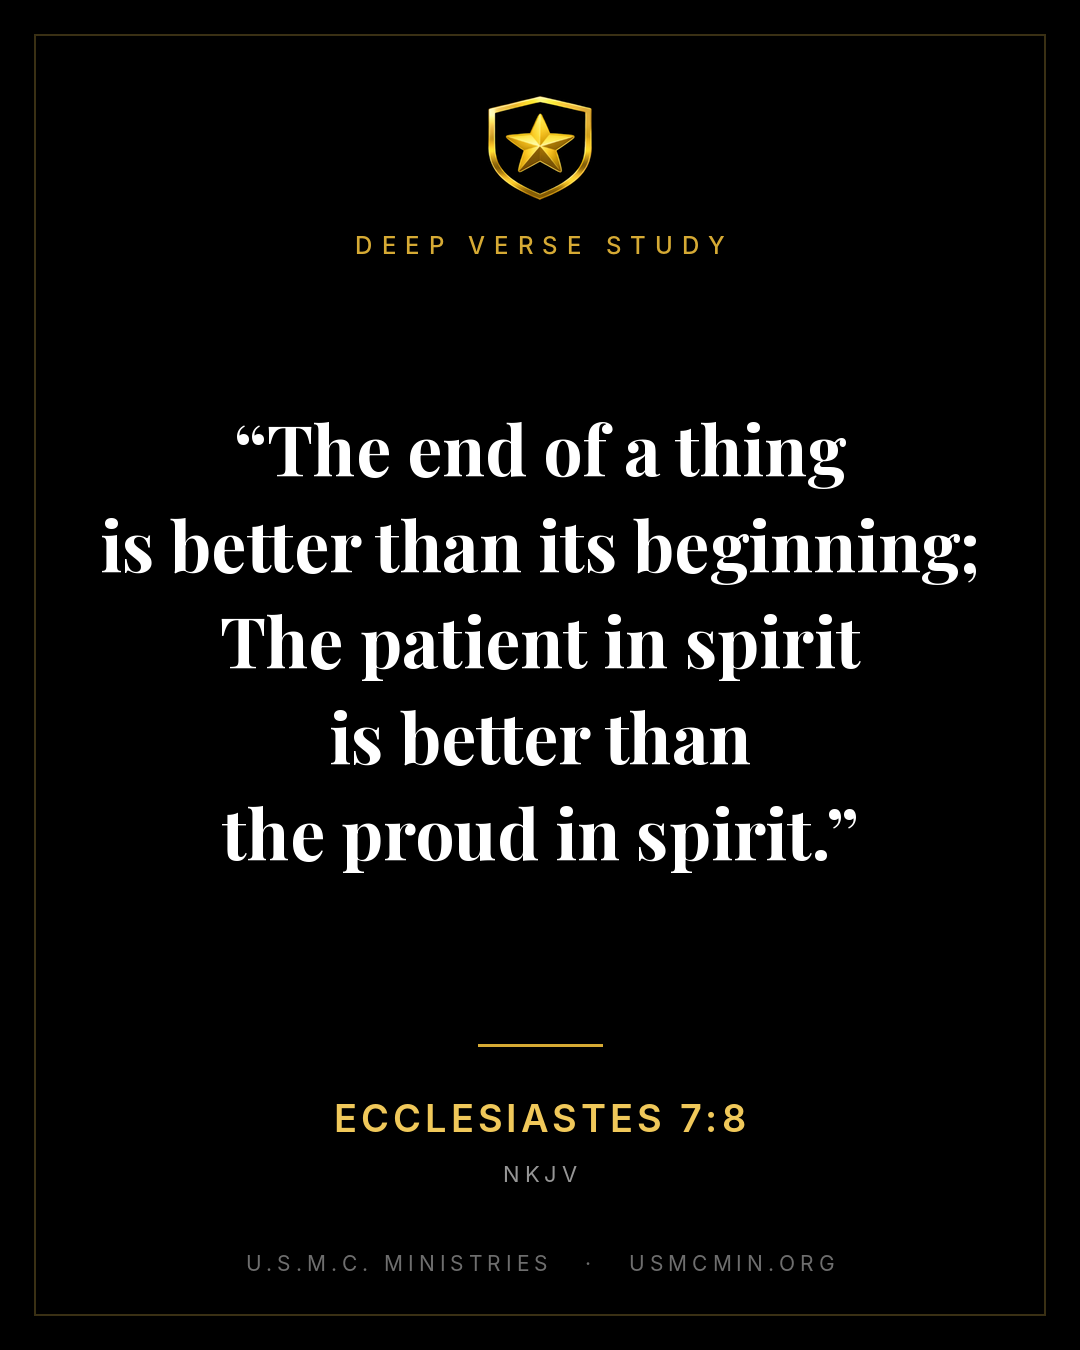 DEEP VERSE STUDY
“The end of a thing
is better than its beginning;
The patient in spirit
is better than
the proud in spirit.”
ECCLESIASTES 7:8
NKJV
U.S.M.C. MINISTRIES · USMCMIN.ORG